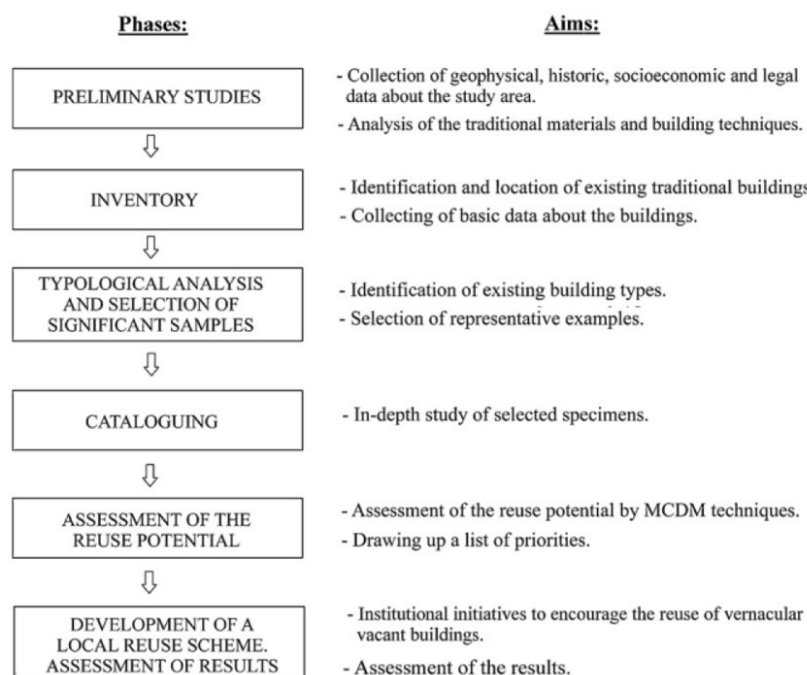 Phases:
Aims:
PRELIMINARY STUDIES
- Collection of geophysical, historic, socioeconomic and legal
data about the study area.
- Analysis of the traditional materials and building techniques.
INVENTORY
- Identification and location of existing traditional buildings
- Collecting of basic data about the buildings.
TYPOLOGICAL ANALYSIS
AND SELECTION OF
SIGNIFICANT SAMPLES
- Identification of existing building types.
- Selection of representative examples.
CATALOGUING
- In-depth study of selected specimens.
ASSESSMENT OF THE
REUSE POTENTIAL
- Assessment of the reuse potential by MCDM techniques.
- Drawing up a list of priorities.
DEVELOPMENT OF A
LOCAL REUSE SCHEME.
ASSESSMENT OF RESULTS
- Institutional initiatives to encourage the reuse of vernacular
vacant buildings.
- Assessment of the results.